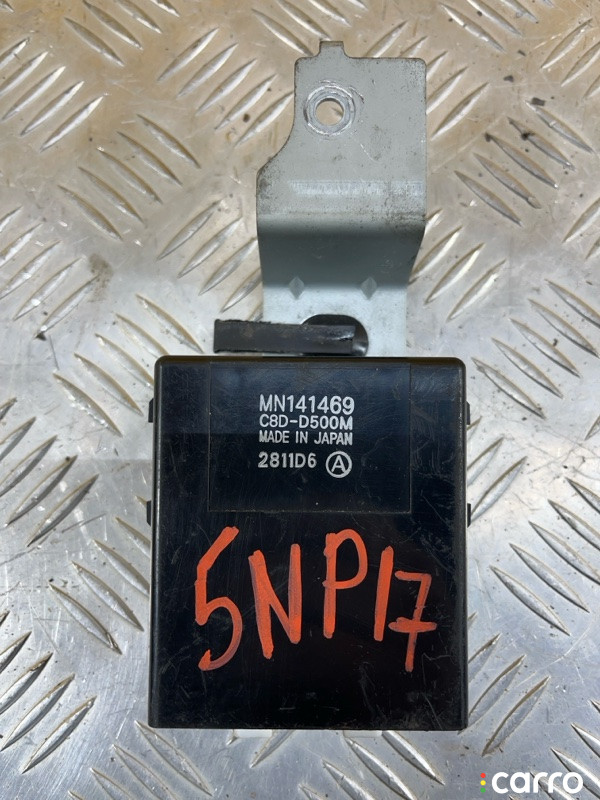 MN141469
C8D-D500M
MADE IN JAPAN
2811D6 Ⓐ
5NP17
carro